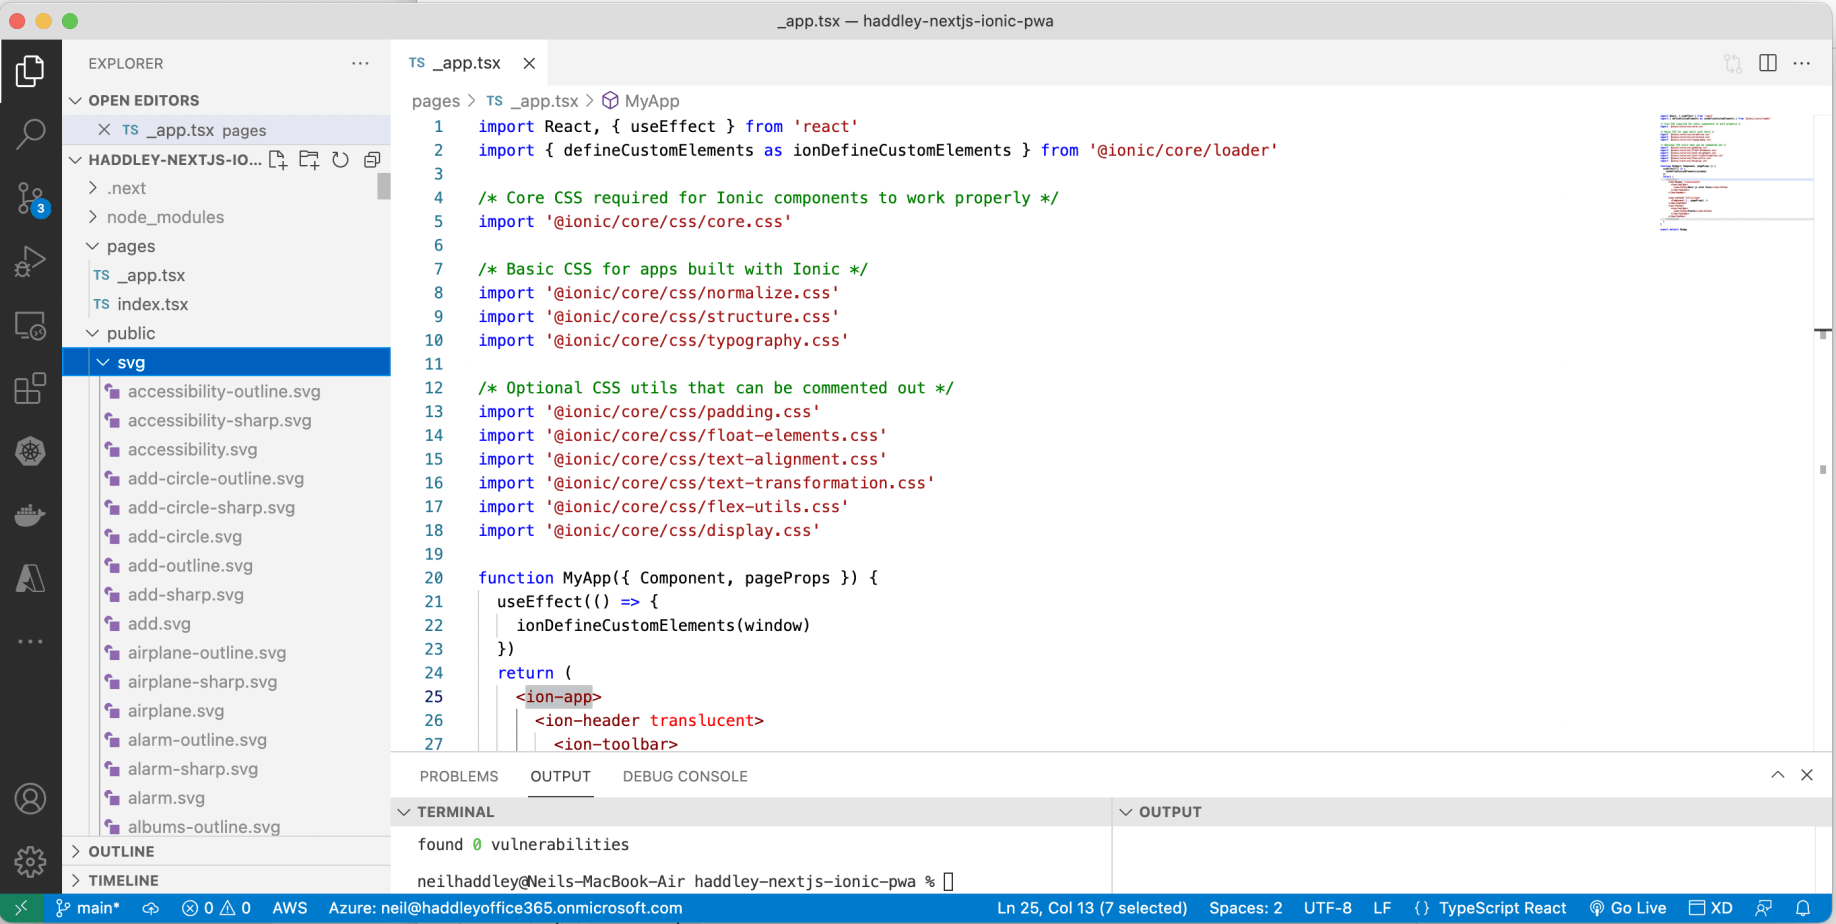 _app.tsx — haddley-nextjs-ionic-pwa
EXPLORER
OPEN EDITORS
TS _app.tsx pages
HADDLEY-NEXTJS-IO...
.next
node_modules
pages
TS _app.tsx
TS index.tsx
public
svg
accessibility-outline.svg
accessibility-sharp.svg
accessibility.svg
add-circle-outline.svg
add-circle-sharp.svg
add-circle.svg
add-outline.svg
add-sharp.svg
add.svg
airplane-outline.svg
airplane-sharp.svg
airplane.svg
alarm-outline.svg
alarm-sharp.svg
alarm.svg
albums-outline.svg
OUTLINE
TIMELINE
3
TS _app.tsx
pages > TS _app.tsx > MyApp
1 import React, { useEffect } from 'react'
2 import { defineCustomElements as ionDefineCustomElements } from '@ionic/core/loader'
3
4 /* Core CSS required for Ionic components to work properly */
5 import '@ionic/core/css/core.css'
6
7 /* Basic CSS for apps built with Ionic */
8 import '@ionic/core/css/normalize.css'
9 import '@ionic/core/css/structure.css'
10 import '@ionic/core/css/typography.css'
11
12 /* Optional CSS utils that can be commented out */
13 import '@ionic/core/css/padding.css'
14 import '@ionic/core/css/float-elements.css'
15 import '@ionic/core/css/text-alignment.css'
16 import '@ionic/core/css/text-transformation.css'
17 import '@ionic/core/css/flex-utils.css'
18 import '@ionic/core/css/display.css'
19
20 function MyApp({ Component, pageProps }) {
21 useEffect(() => {
22 ionDefineCustomElements(window)
23 })
24 return (
25 <ion-app>
26 <ion-header translucent>
27 <ion-toolbar>
PROBLEMS OUTPUT DEBUG CONSOLE
TERMINAL
found 0 vulnerabilities
neilhaddley@Neils-MacBook-Air haddley-nextjs-ionic-pwa %
OUTPUT
main* 0 0 AWS Azure: neil@haddleyoffice365.onmicrosoft.com Ln 25, Col 13 (7 selected) Spaces: 2 UTF-8 LF {} TypeScript React Go Live XD